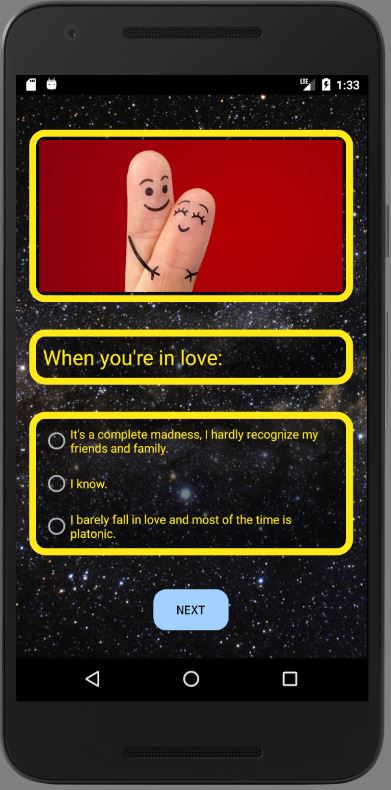 LTE 1:33
When you're in love:
It's a complete madness, I hardly recognize my
friends and family.
I know.
I barely fall in love and most of the time is
platonic.
NEXT